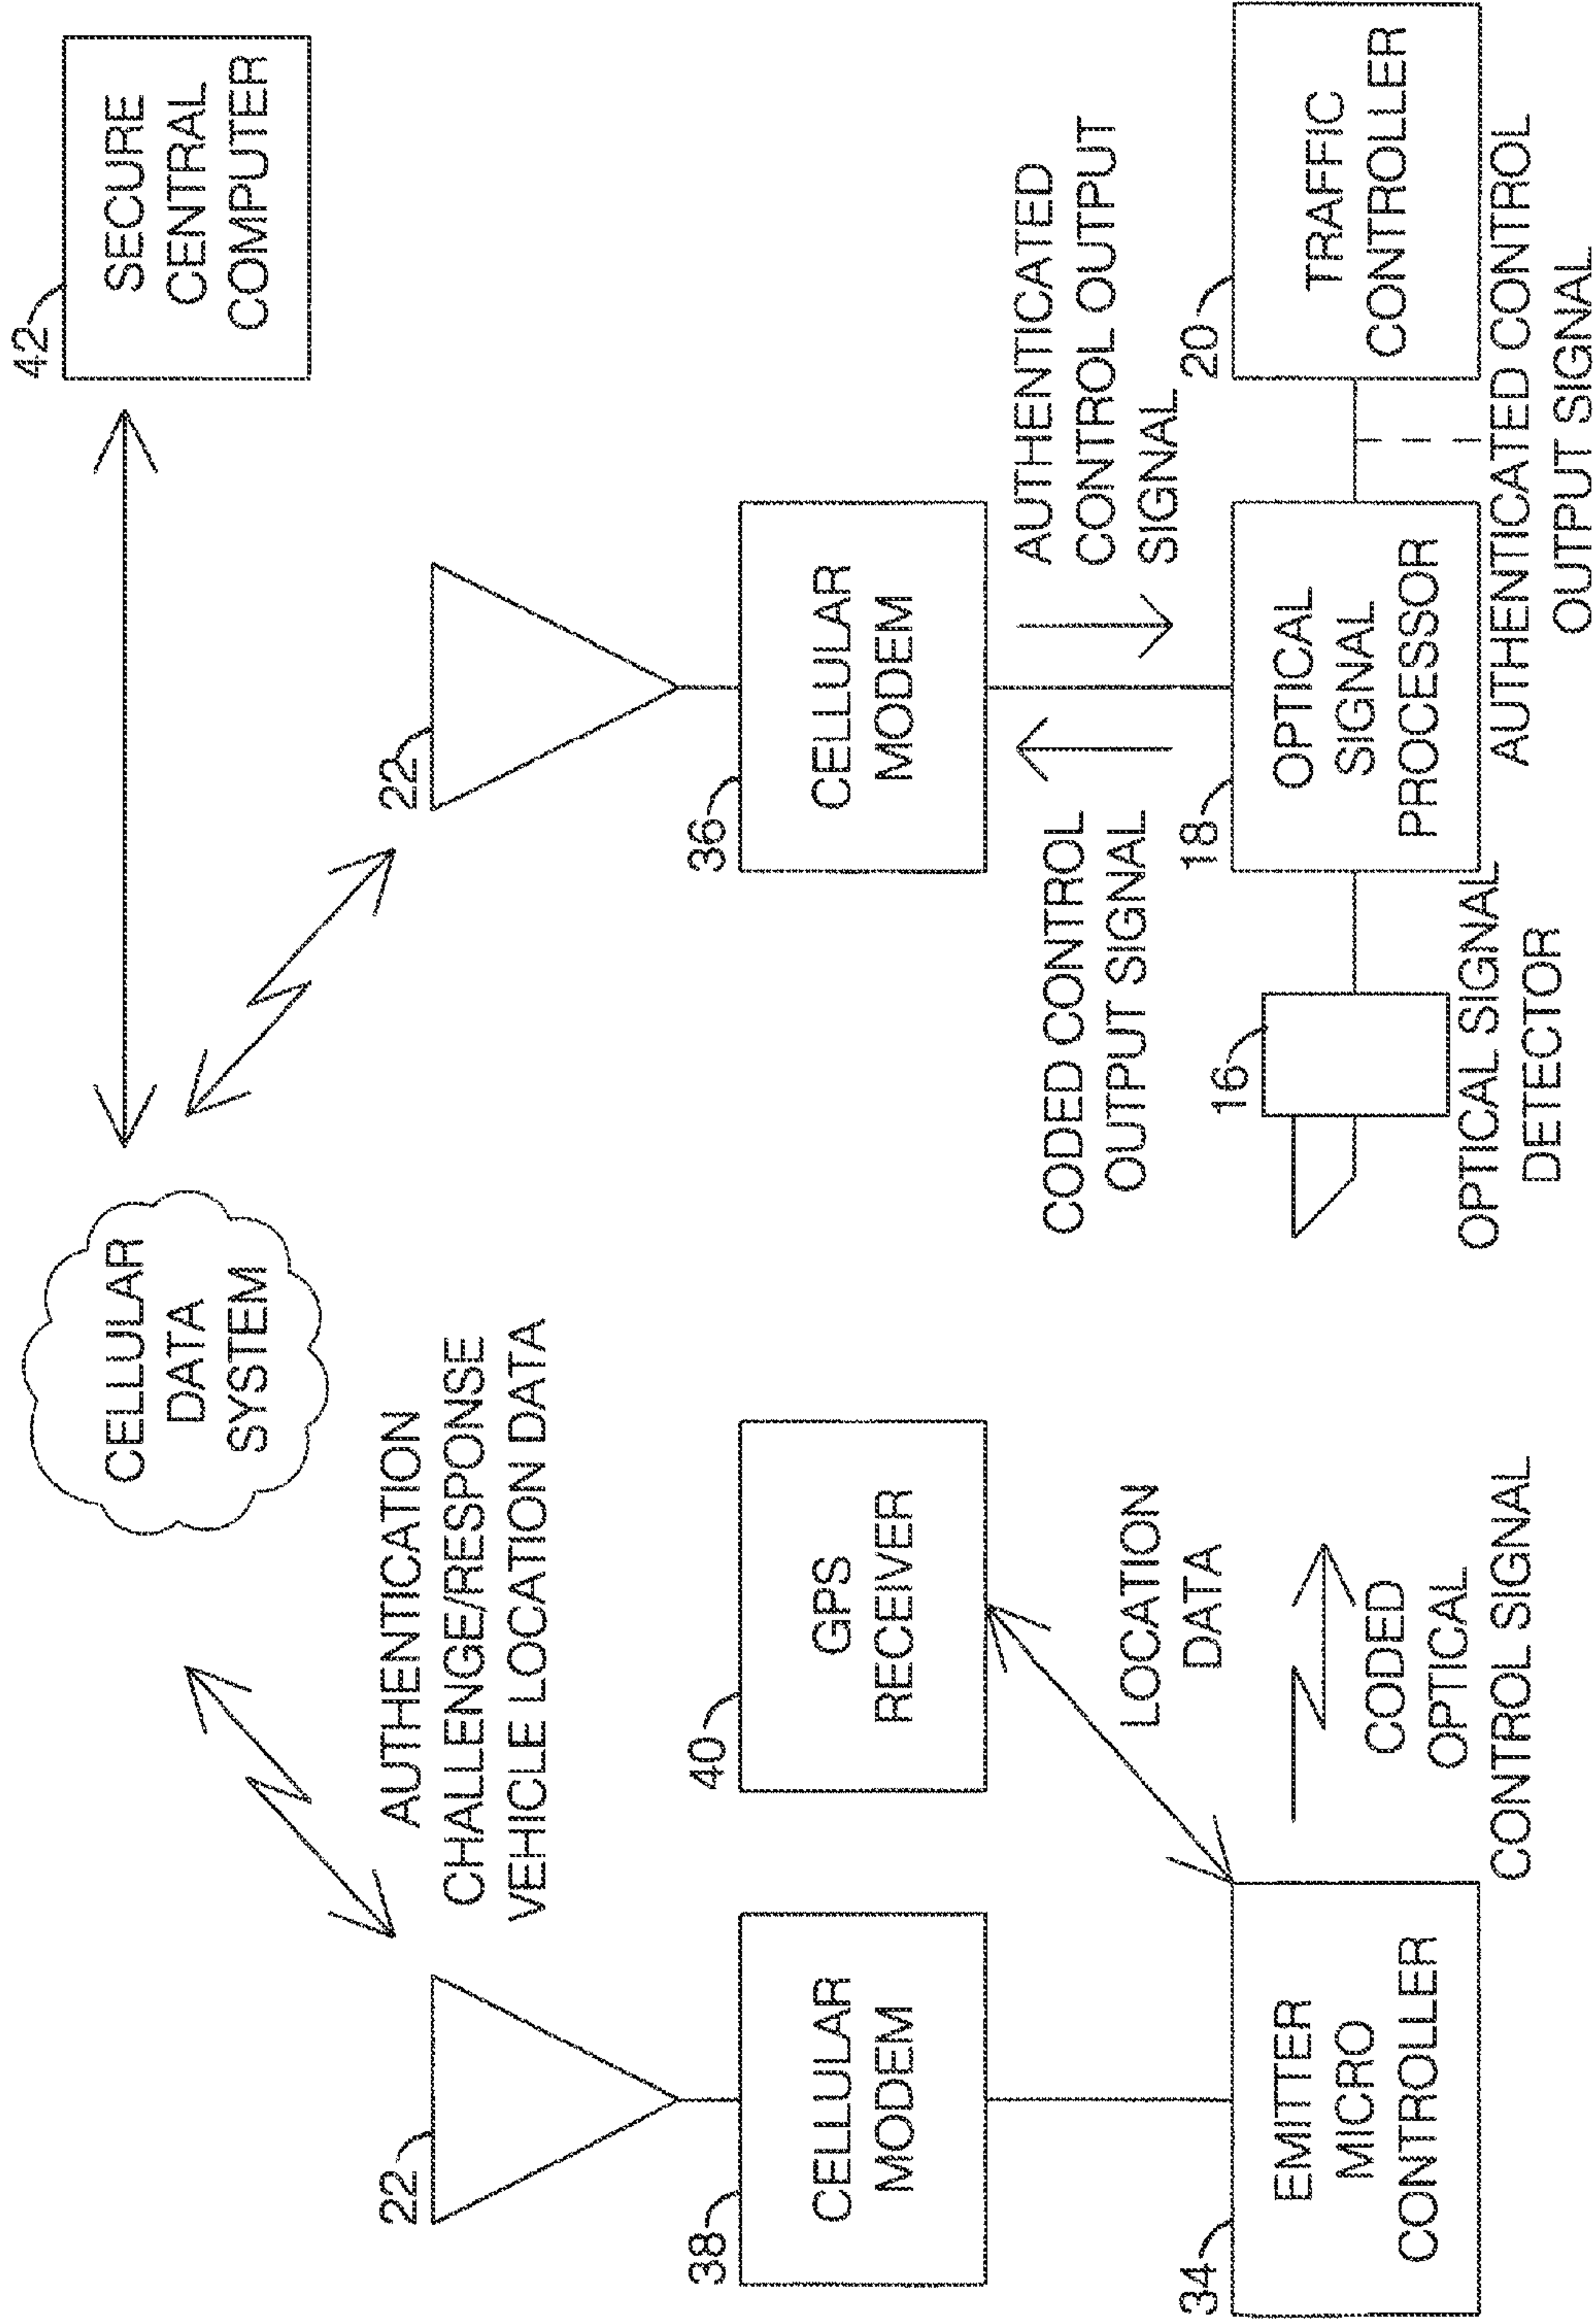 42
SECURE
CENTRAL
COMPUTER
CELLULAR
DATA
SYSTEM
22
AUTHENTICATION
CHALLENGE/RESPONSE
VEHICLE LOCATION DATA
22
38
CELLULAR
MODEM
40
GPS
RECEIVER
36
CELLULAR
MODEM
LOCATION
DATA
CODED CONTROL
OUTPUT SIGNAL
AUTHENTICATED
CONTROL OUTPUT
SIGNAL
34
EMITTER
MICRO
CONTROLLER
CODED
OPTICAL
CONTROL SIGNAL
16
OPTICAL SIGNAL
DETECTOR
18
OPTICAL
SIGNAL
PROCESSOR
20
TRAFFIC
CONTROLLER
AUTHENTICATED CONTROL
OUTPUT SIGNAL